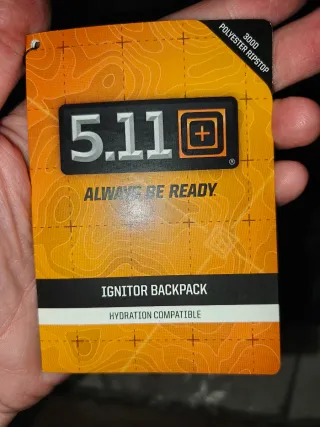 300D
POLYESTER RIPSTOP
5.11
®
ALWAYS BE READY
IGNITOR BACKPACK
HYDRATION COMPATIBLE